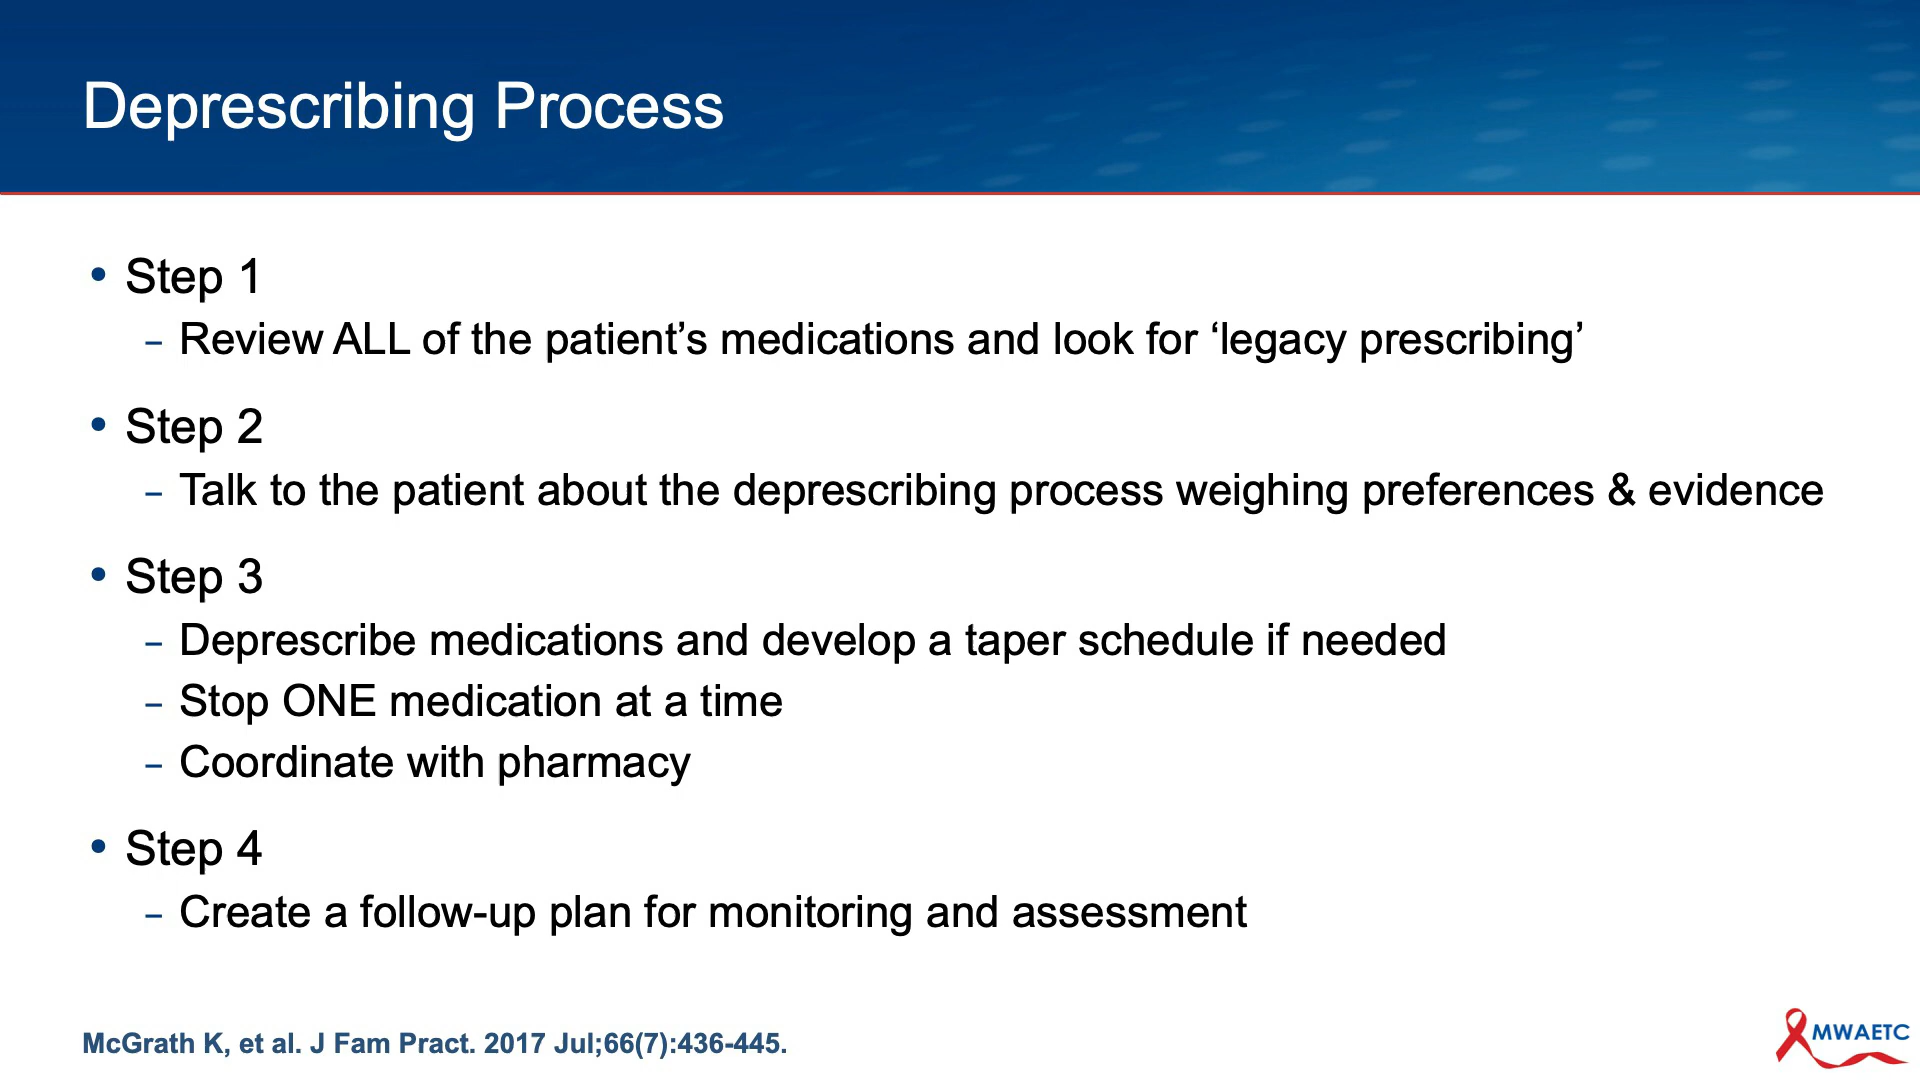 Deprescribing Process
• Step 1
– Review ALL of the patient’s medications and look for ‘legacy prescribing’
• Step 2
– Talk to the patient about the deprescribing process weighing preferences & evidence
• Step 3
– Deprescribe medications and develop a taper schedule if needed
– Stop ONE medication at a time
– Coordinate with pharmacy
• Step 4
– Create a follow-up plan for monitoring and assessment
McGrath K, et al. J Fam Pract. 2017 Jul;66(7):436-445.
MWAETC